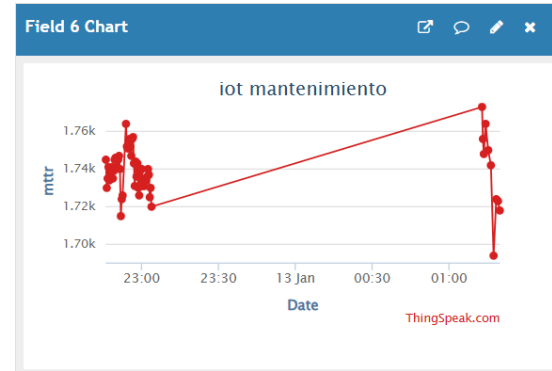 Field 6 Chart
iot mantenimiento
mttr
1.76k
1.74k
1.72k
1.70k
23:00 23:30 13 Jan 00:30 01:00
Date
ThingSpeak.com